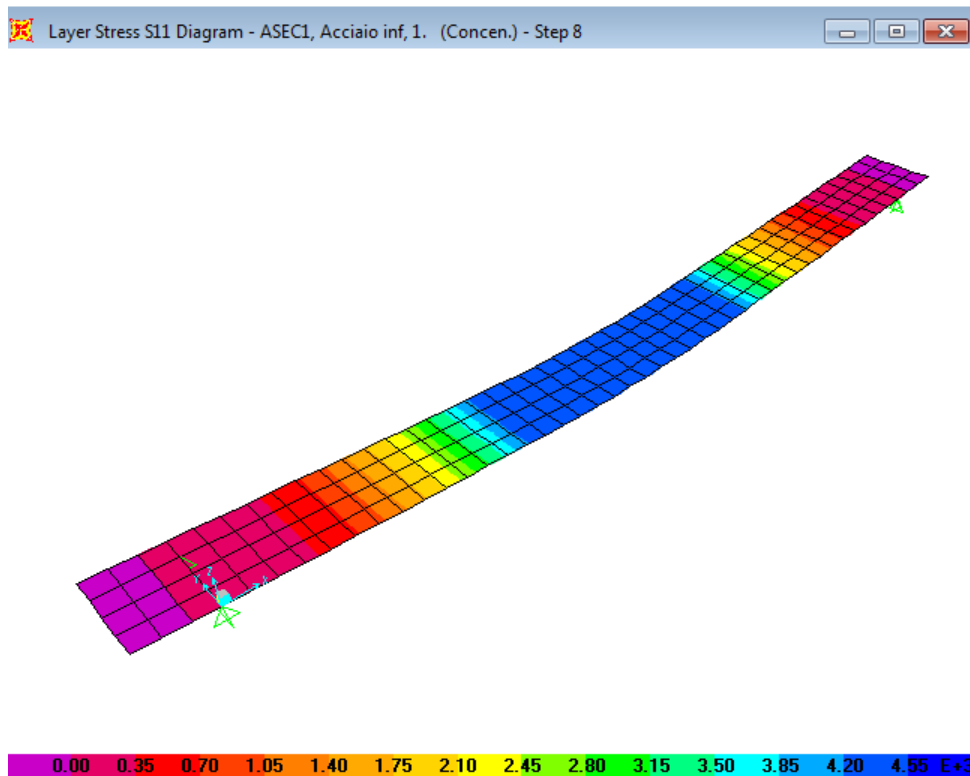 Layer Stress S11 Diagram - ASEC1, Acciaio inf, 1. (Concen.) - Step 8
Z
0.00 0.35 0.70 1.05 1.40 1.75 2.10 2.45 2.80 3.15 3.50 3.85 4.20 4.55